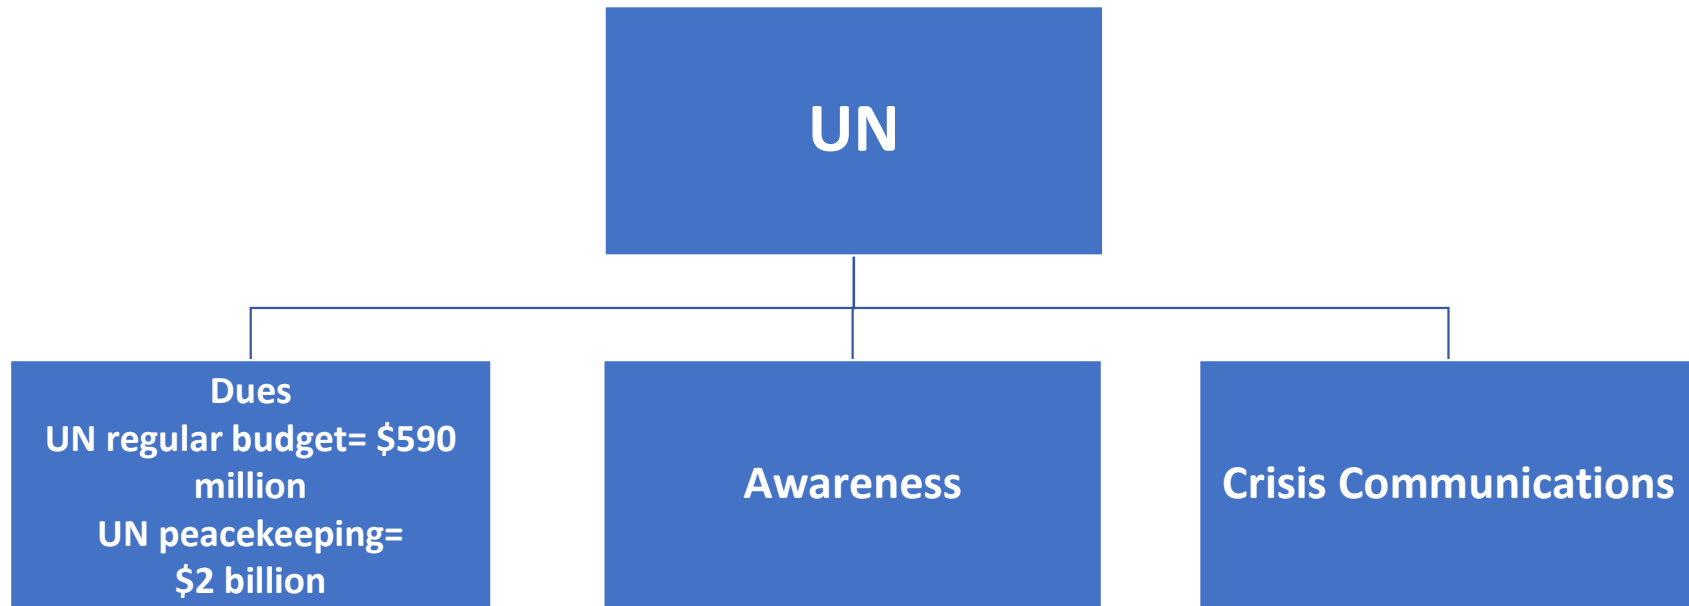 UN
Dues
UN regular budget= $590
million
UN peacekeeping=
$2 billion
Awareness
Crisis Communications